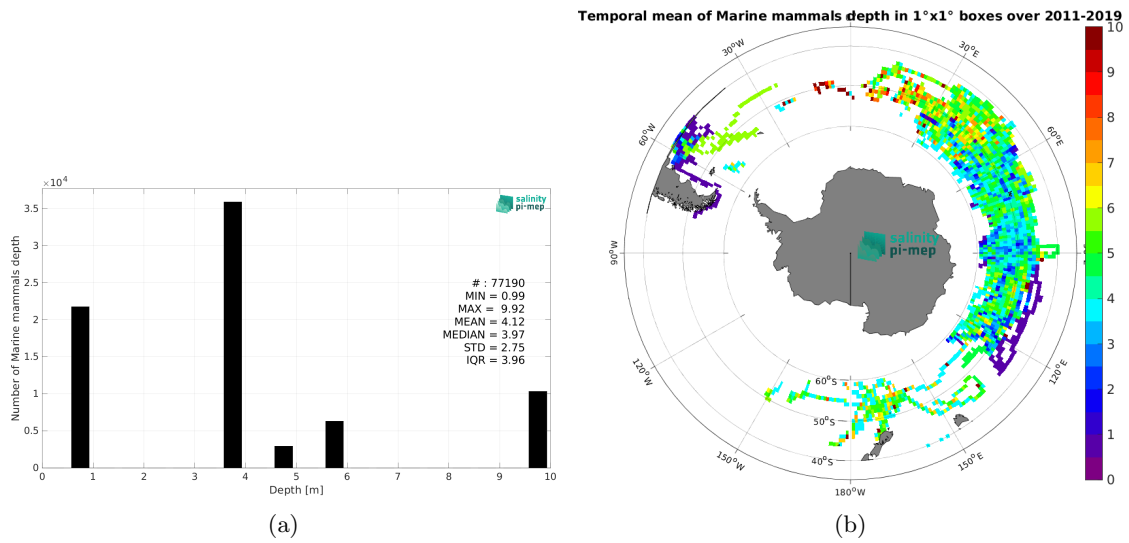 Temporal mean of Marine mammals depth in 1°x1° boxes over 2011-2019
×10⁴
3.5
3
2.5
2
1.5
1
0.5
0
Number of Marine mammals depth
salinity
pi-mep
# : 77190
MIN = 0.99
MAX = 9.92
MEAN = 4.12
MEDIAN = 3.97
STD = 2.75
IQR = 3.96
0 1 2 3 4 5 6 7 8 9 10
Depth [m]
(a)
30°W
30°E
60°W
60°E
90°W
120°W
120°E
150°W
150°E
180°W
60°S
50°S
40°S
salinity
pi-mep
10
9
8
7
6
5
4
3
2
1
0
(b)